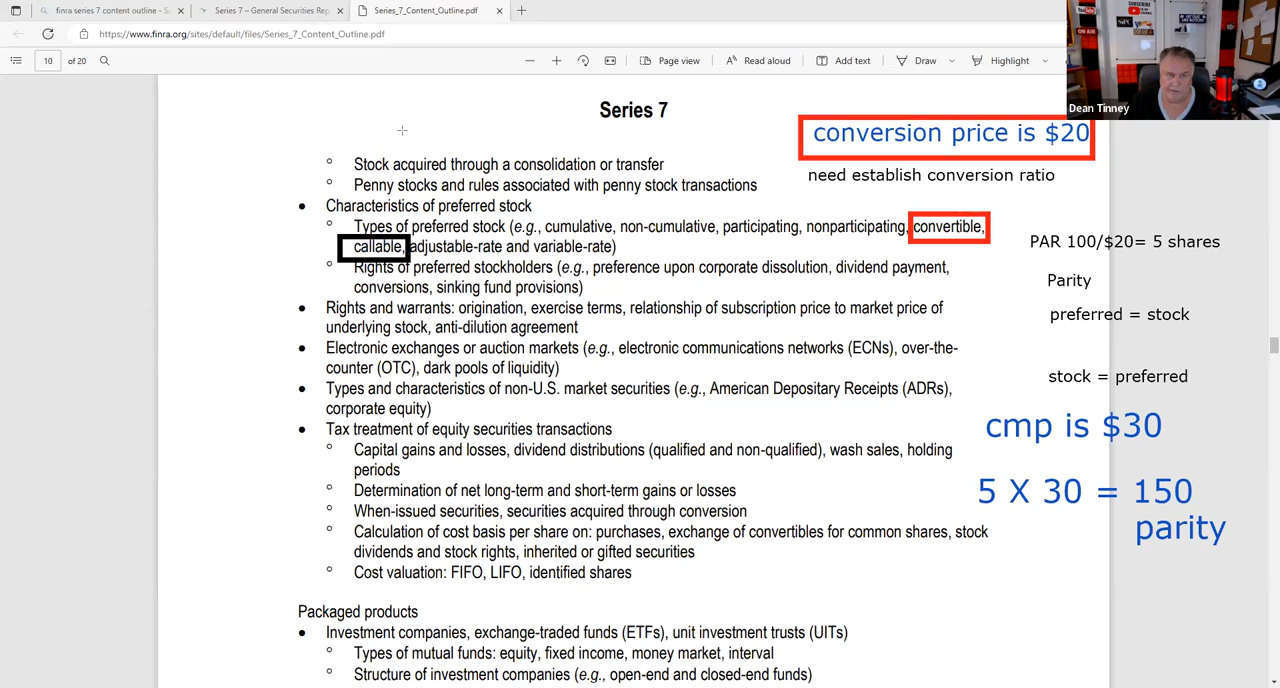 finra series 7 content outline - S
Series 7 – General Securities Rep
Series_7_Content_Outline.pdf
https://www.finra.org/sites/default/files/Series_7_Content_Outline.pdf
10 of 20
Page view
Read aloud
Add text
Draw
Highlight
ON AIR
SIPC
Dean Tinney
Series 7
conversion price is $20
need establish conversion ratio
° Stock acquired through a consolidation or transfer
° Penny stocks and rules associated with penny stock transactions
• Characteristics of preferred stock
° Types of preferred stock (e.g., cumulative, non-cumulative, participating, nonparticipating, convertible,
callable, adjustable-rate and variable-rate)
° Rights of preferred stockholders (e.g., preference upon corporate dissolution, dividend payment,
conversions, sinking fund provisions)
• Rights and warrants: origination, exercise terms, relationship of subscription price to market price of
underlying stock, anti-dilution agreement
• Electronic exchanges or auction markets (e.g., electronic communications networks (ECNs), over-the-
counter (OTC), dark pools of liquidity)
• Types and characteristics of non-U.S. market securities (e.g., American Depositary Receipts (ADRs),
corporate equity)
• Tax treatment of equity securities transactions
° Capital gains and losses, dividend distributions (qualified and non-qualified), wash sales, holding
periods
° Determination of net long-term and short-term gains or losses
° When-issued securities, securities acquired through conversion
° Calculation of cost basis per share on: purchases, exchange of convertibles for common shares, stock
dividends and stock rights, inherited or gifted securities
° Cost valuation: FIFO, LIFO, identified shares
Packaged products
• Investment companies, exchange-traded funds (ETFs), unit investment trusts (UITs)
° Types of mutual funds: equity, fixed income, money market, interval
° Structure of investment companies (e.g., open-end and closed-end funds)
PAR 100/$20= 5 shares
Parity
preferred = stock
stock = preferred
cmp is $30
5 X 30 = 150
parity